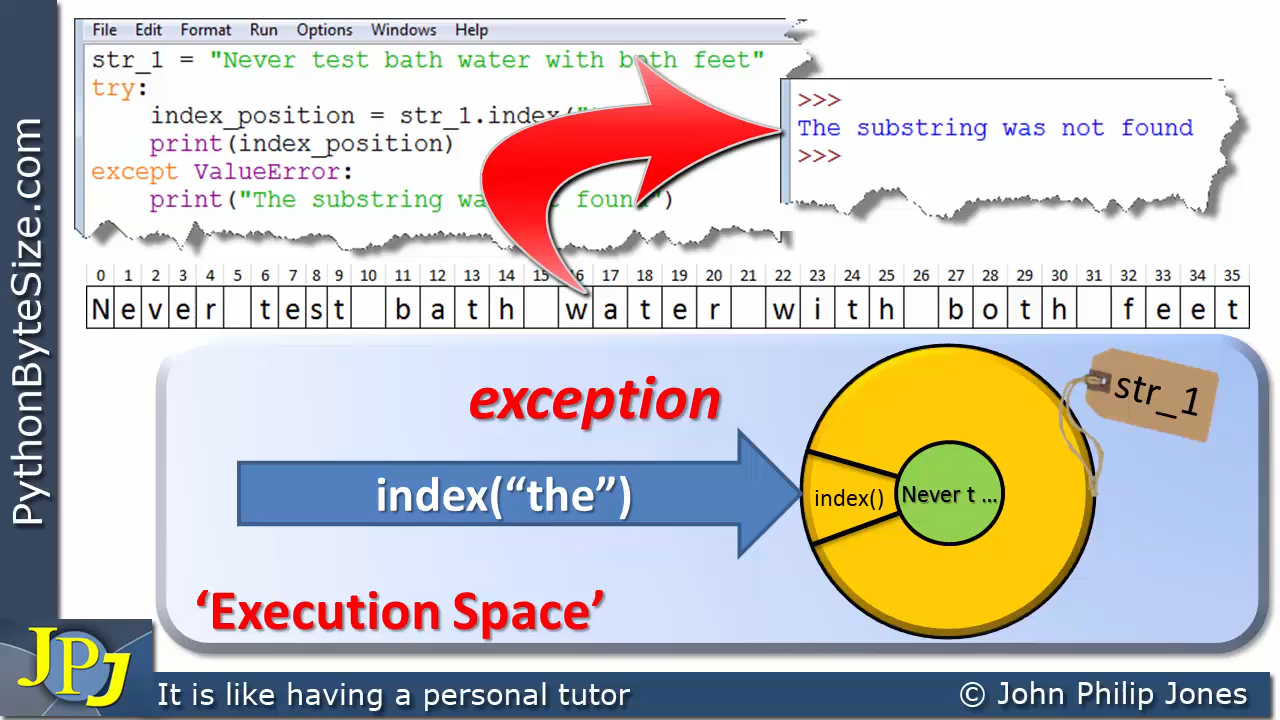 PythonByteSize.com
File Edit Format Run Options Windows Help
str_1 = "Never test bath water with both feet"
try:
index_position = str_1.index("
print(index_position)
except ValueError:
print("The substring wa found")
>>>
The substring was not found
>>>
0 1 2 3 4 5 6 7 8 9 10 11 12 13 14 15 16 17 18 19 20 21 22 23 24 25 26 27 28 29 30 31 32 33 34 35
N e v e r t e s t b a t h w a t e r w i t h b o t h f e e t
exception
str_1
index(“the”)
index()
Never t ...
‘Execution Space’
JPJ
It is like having a personal tutor
© John Philip Jones